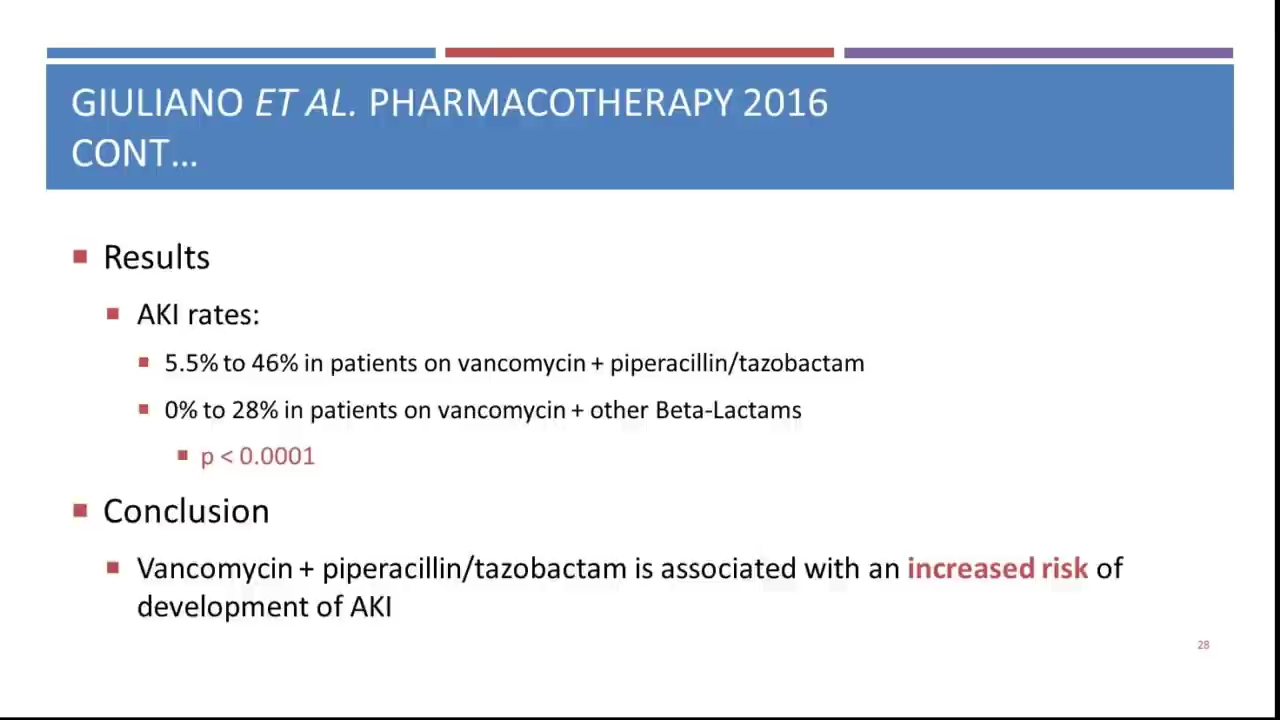 GIULIANO ET AL. PHARMACOTHERAPY 2016
CONT...
Results
AKI rates:
5.5% to 46% in patients on vancomycin + piperacillin/tazobactam
0% to 28% in patients on vancomycin + other Beta-Lactams
p < 0.0001
Conclusion
Vancomycin + piperacillin/tazobactam is associated with an increased risk of
development of AKI
28